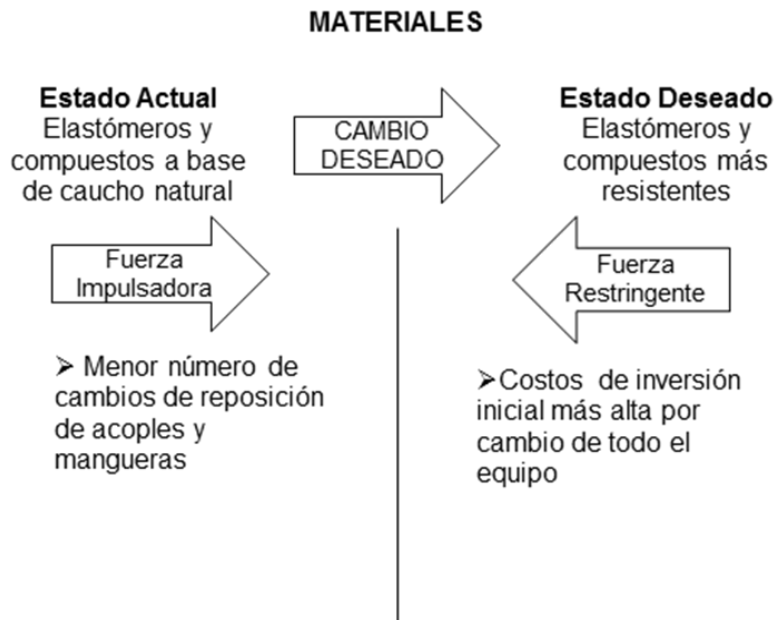 MATERIALES
Estado Actual
Elastómeros y
compuestos a base
de caucho natural
CAMBIO
DESEADO
Estado Deseado
Elastómeros y
compuestos más
resistentes
Fuerza
Impulsadora
Fuerza
Restringente
➢ Menor número de
cambios de reposición
de acoples y
mangueras
➢Costos de inversión
inicial más alta por
cambio de todo el
equipo